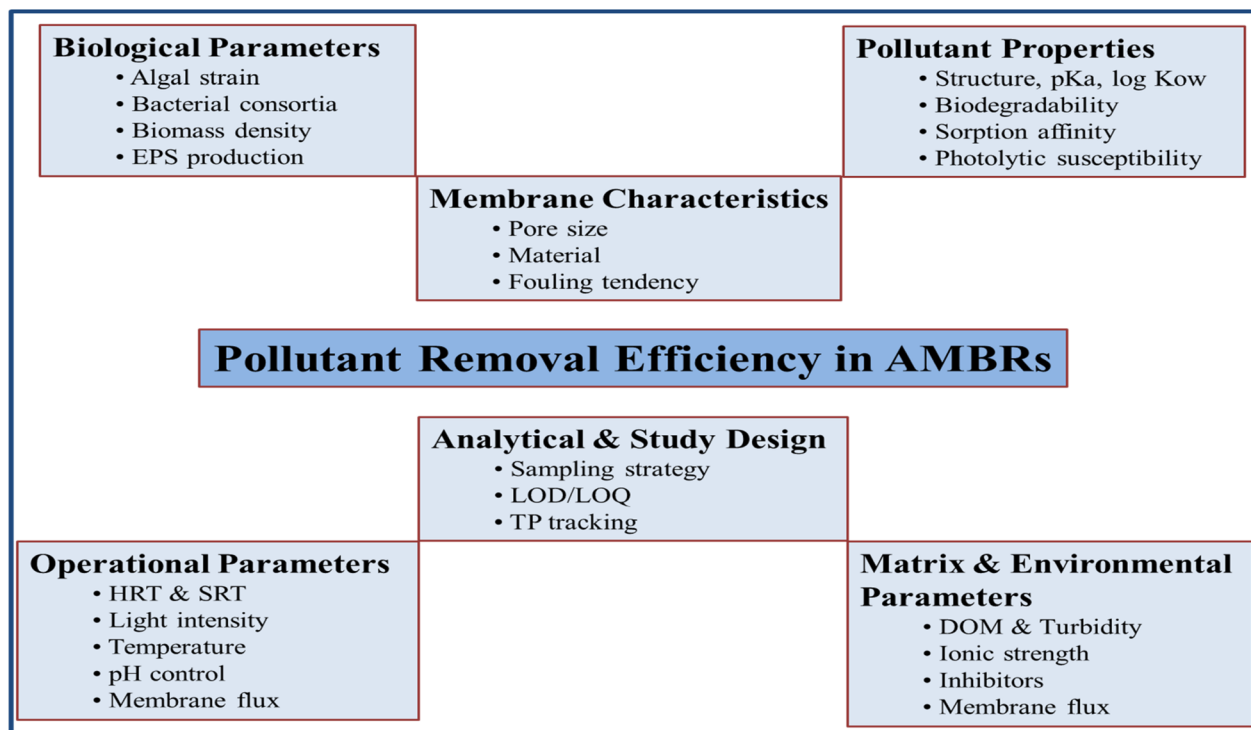 Biological Parameters
• Algal strain
• Bacterial consortia
• Biomass density
• EPS production
Pollutant Properties
• Structure, pKa, log Kow
• Biodegradability
• Sorption affinity
• Photolytic susceptibility
Membrane Characteristics
• Pore size
• Material
• Fouling tendency
Pollutant Removal Efficiency in AMBRs
Analytical & Study Design
• Sampling strategy
• LOD/LOQ
• TP tracking
Operational Parameters
• HRT & SRT
• Light intensity
• Temperature
• pH control
• Membrane flux
Matrix & Environmental
Parameters
• DOM & Turbidity
• Ionic strength
• Inhibitors
• Membrane flux